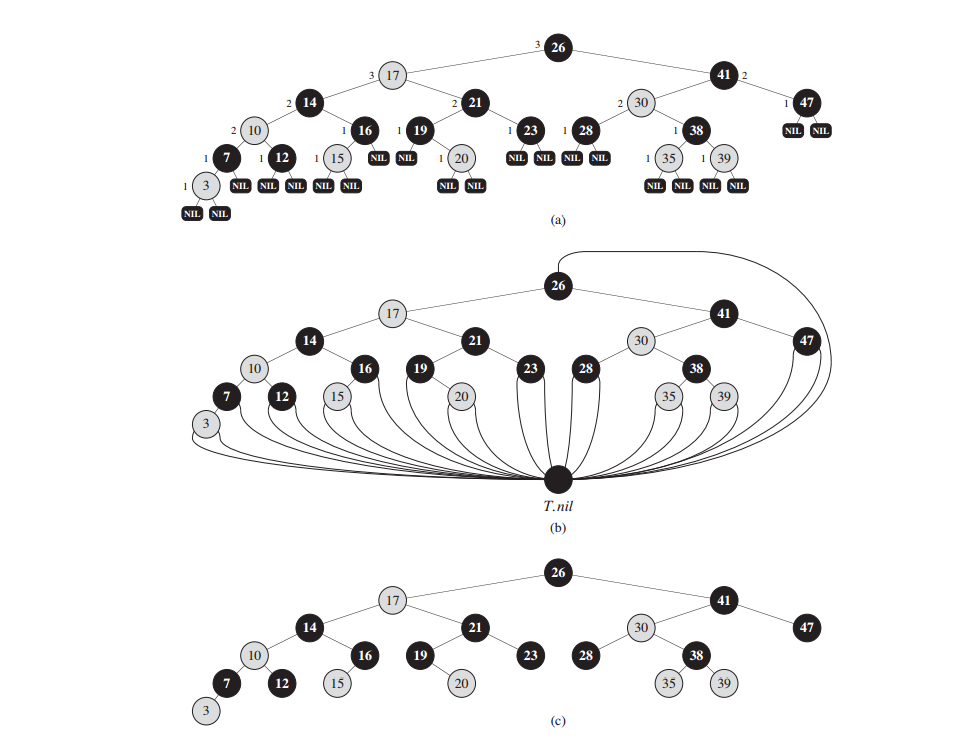 3 26
3 17 41 2
2 14 2 21 2 30 1 47
2 10 1 16 1 19 1 23 1 28 1 38 NIL NIL
1 7 1 12 1 15 NIL NIL 1 20 NIL NIL NIL NIL 1 35 1 39
1 3 NIL NIL NIL NIL NIL NIL NIL NIL NIL NIL NIL
NIL NIL
(a)
26
17 41
14 21 30 47
10 16 19 23 28 38
7 12 15 20 35 39
3
T.nil
(b)
26
17 41
14 21 30 47
10 16 19 23 28 38
7 12 15 20 35 39
3
(c)